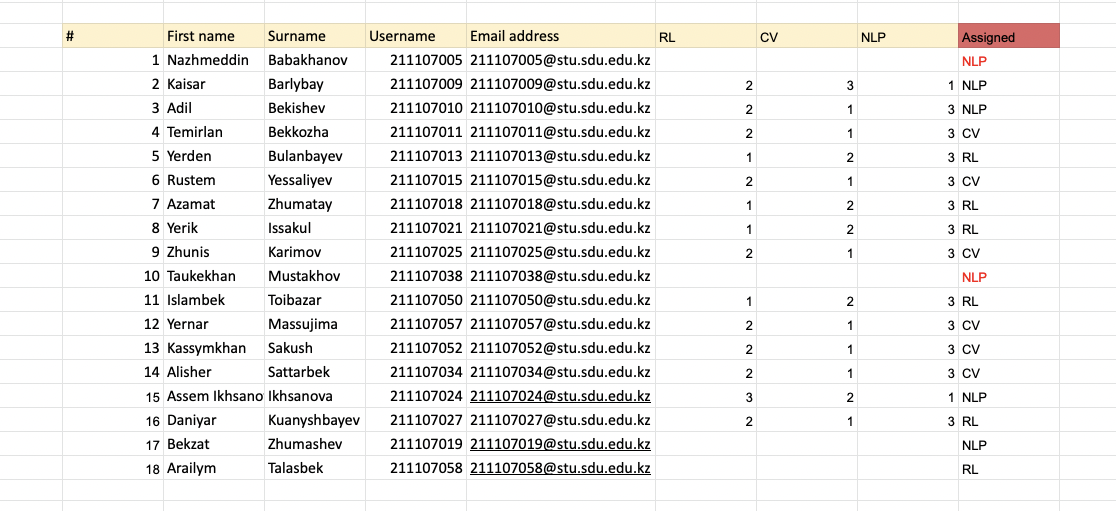 # First name Surname Username Email address RL CV NLP Assigned
1 Nazhmeddin Babakhanov 211107005 211107005@stu.sdu.edu.kz NLP
2 Kaisar Barlybay 211107009 211107009@stu.sdu.edu.kz 2 3 1 NLP
3 Adil Bekishev 211107010 211107010@stu.sdu.edu.kz 2 1 3 NLP
4 Temirlan Bekkozha 211107011 211107011@stu.sdu.edu.kz 2 1 3 CV
5 Yerden Bulanbayev 211107013 211107013@stu.sdu.edu.kz 1 2 3 RL
6 Rustem Yessaliyev 211107015 211107015@stu.sdu.edu.kz 2 1 3 CV
7 Azamat Zhumatay 211107018 211107018@stu.sdu.edu.kz 1 2 3 RL
8 Yerik Issakul 211107021 211107021@stu.sdu.edu.kz 1 2 3 RL
9 Zhunis Karimov 211107025 211107025@stu.sdu.edu.kz 2 1 3 CV
10 Taukekhan Mustakhov 211107038 211107038@stu.sdu.edu.kz NLP
11 Islambek Toibazar 211107050 211107050@stu.sdu.edu.kz 1 2 3 RL
12 Yernar Massujima 211107057 211107057@stu.sdu.edu.kz 2 1 3 CV
13 Kassymkhan Sakush 211107052 211107052@stu.sdu.edu.kz 2 1 3 CV
14 Alisher Sattarbek 211107034 211107034@stu.sdu.edu.kz 2 1 3 CV
15 Assem Ikhsano Ikhsanova 211107024 211107024@stu.sdu.edu.kz 3 2 1 NLP
16 Daniyar Kuanyshbayev 211107027 211107027@stu.sdu.edu.kz 2 1 3 RL
17 Bekzat Zhumashev 211107019 211107019@stu.sdu.edu.kz NLP
18 Arailym Talasbek 211107058 211107058@stu.sdu.edu.kz RL